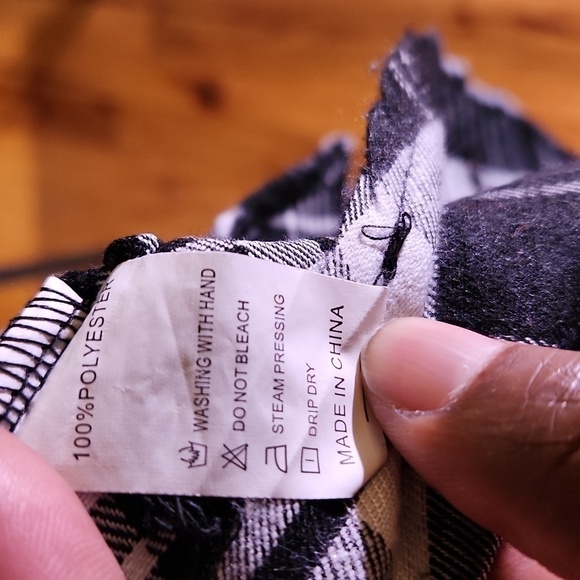 100%POLYESTER
WASHING WITH HAND
DO NOT BLEACH
STEAM PRESSING
DRIP DRY
MADE IN CHINA